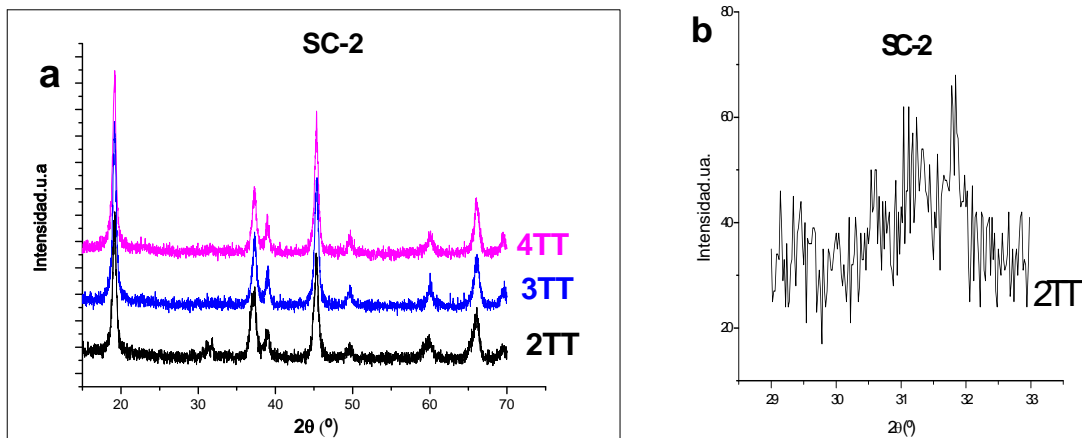 SC-2
a
Intensidad.u.a
4TT
3TT
2TT
20 30 40 50 60 70
2θ (º)
b
SC-2
Intensidad.ua.
80
60
40
20
2TT
29 30 31 32 33
2θ(º)